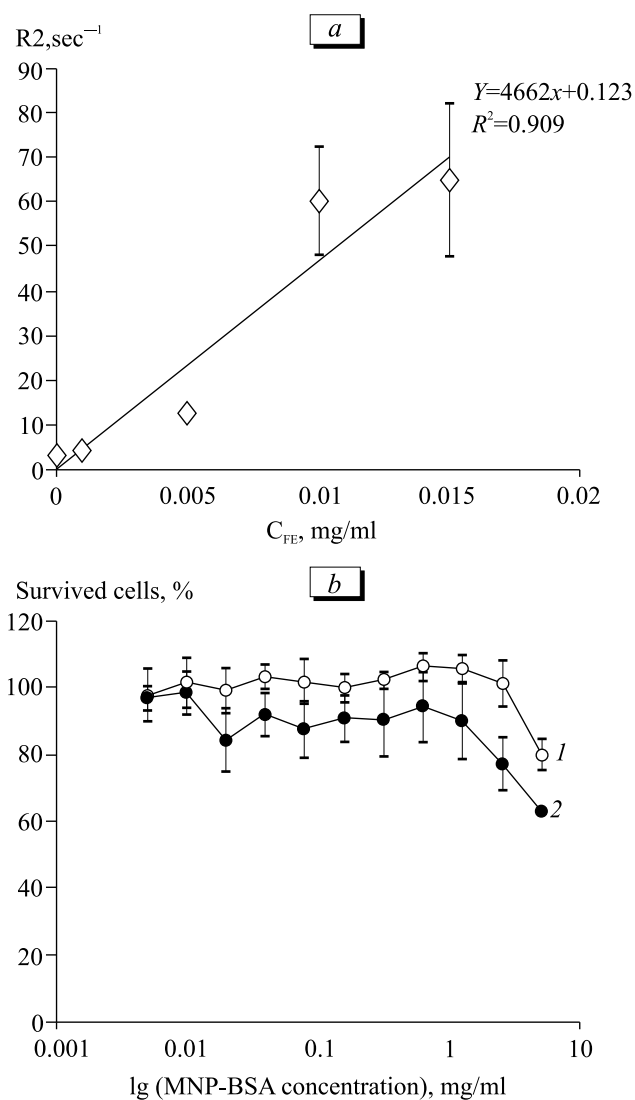 a
R2,sec⁻¹
90
80
70
60
50
40
30
20
10
0
Y=4662x+0.123
R²=0.909
0 0.005 0.01 0.015 0.02
C_FE, mg/ml
b
Survived cells, %
120
100
80
60
40
20
0
1
2
0.001 0.01 0.1 1 10
lg (MNP-BSA concentration), mg/ml